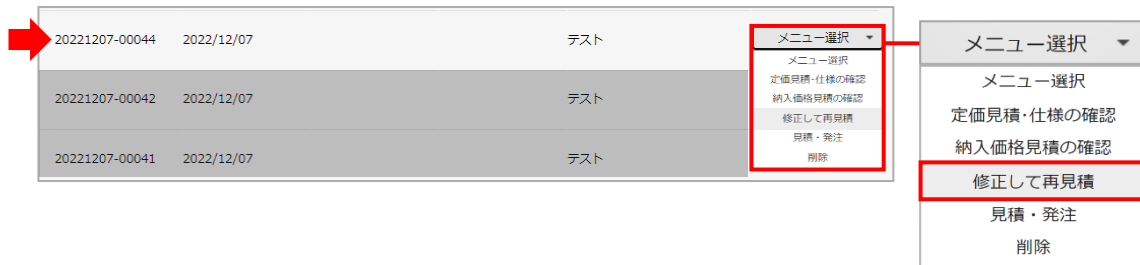 20221207-00044 2022/12/07 テスト メニュー選択
メニュー選択
定価見積･仕様の確認
納入価格見積の確認
修正して再見積
見積・発注
削除
20221207-00042 2022/12/07 テスト
20221207-00041 2022/12/07 テスト
メニュー選択
メニュー選択
定価見積･仕様の確認
納入価格見積の確認
修正して再見積
見積・発注
削除